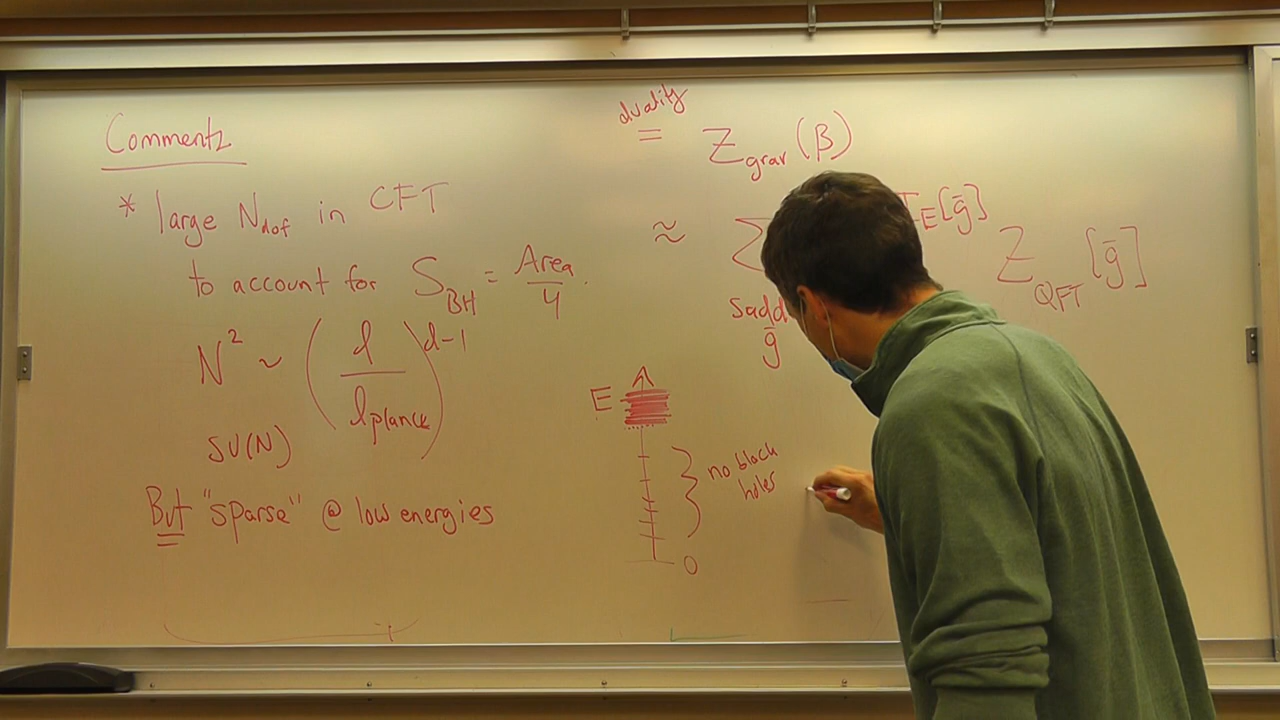 Comments
* large N_dof in CFT
to account for S_BH = Area/4.
N^2 ~ (l/l_planck)^d-1
SU(N)
But "sparse" @ low energies
duality
= Z_grav(β)
≈ Σ -I_E[ḡ] Z_QFT[ḡ]
ḡ
E
no black
holes
0